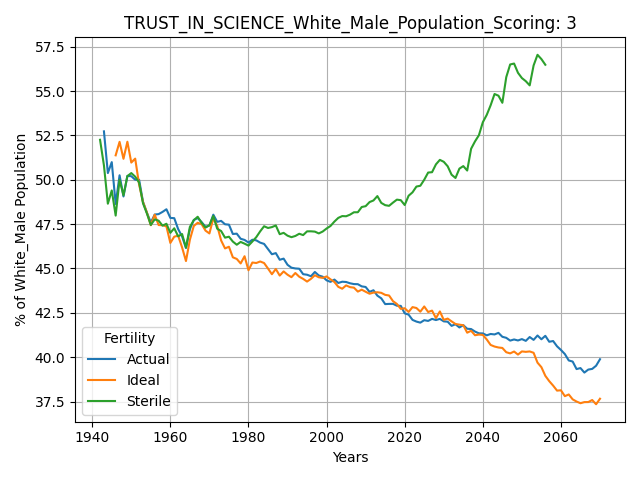 TRUST_IN_SCIENCE_White_Male_Population_Scoring: 3
% of White_Male Population
57.5
55.0
52.5
50.0
47.5
45.0
42.5
40.0
37.5
Fertility
Actual
Ideal
Sterile
1940
1960
1980
2000
2020
2040
2060
Years